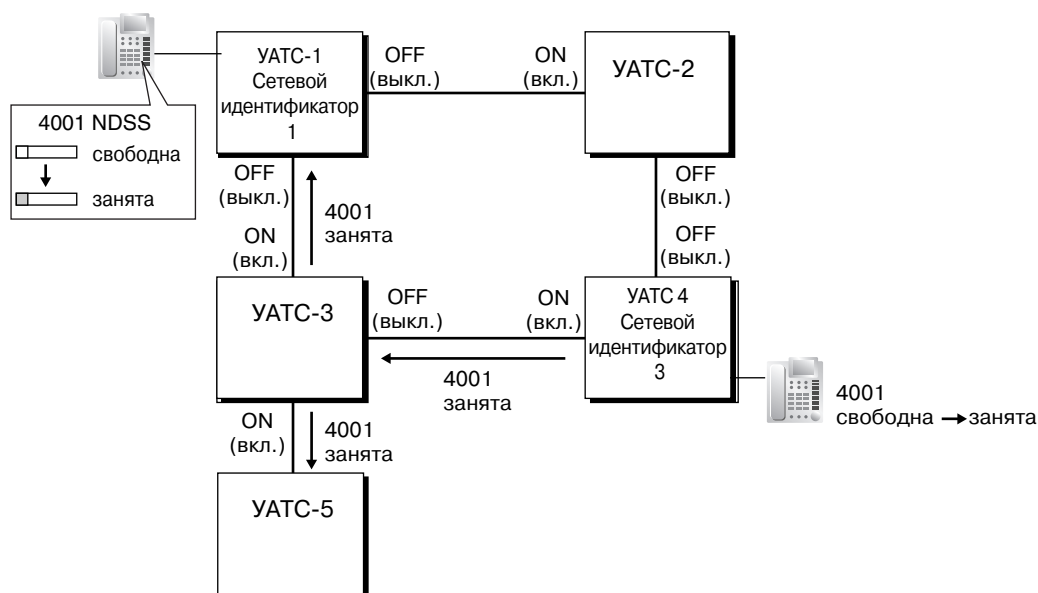 УАТС-1
Сетевой
идентификатор
1
OFF
(выкл.)
ON
(вкл.)
УАТС-2
4001 NDSS
свободна
занята
OFF
(выкл.)
4001
занята
ON
(вкл.)
OFF
(выкл.)
OFF
(выкл.)
УАТС-3
OFF
(выкл.)
ON
(вкл.)
УАТС 4
Сетевой
идентификатор
3
4001
занята
4001
свободна → занята
ON
(вкл.)
4001
занята
УАТС-5